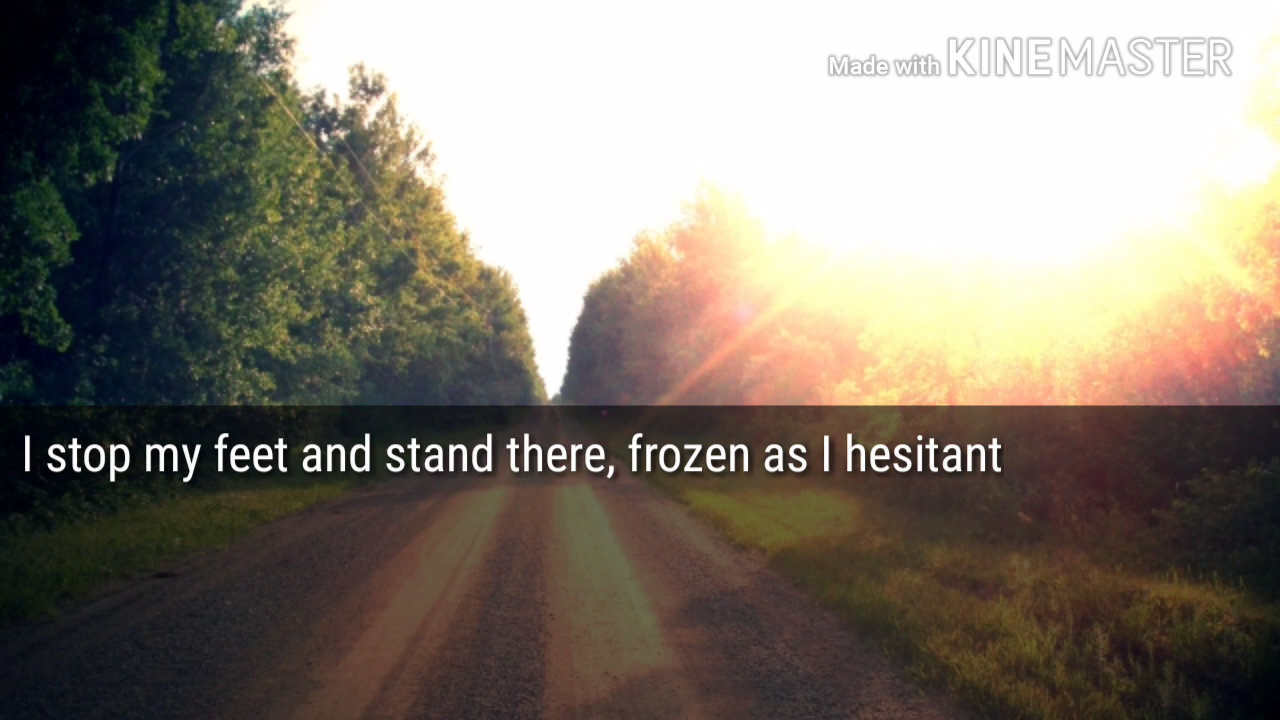 Made with KINEMASTER
I stop my feet and stand there, frozen as I hesitant